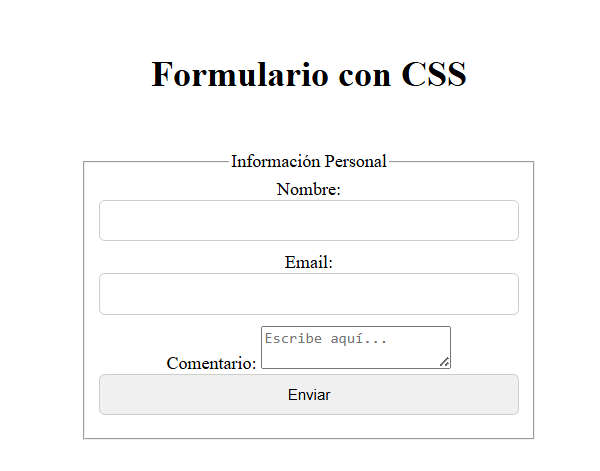 Formulario con CSS
Información Personal
Nombre:
Email:
Comentario: Escribe aquí...
Enviar